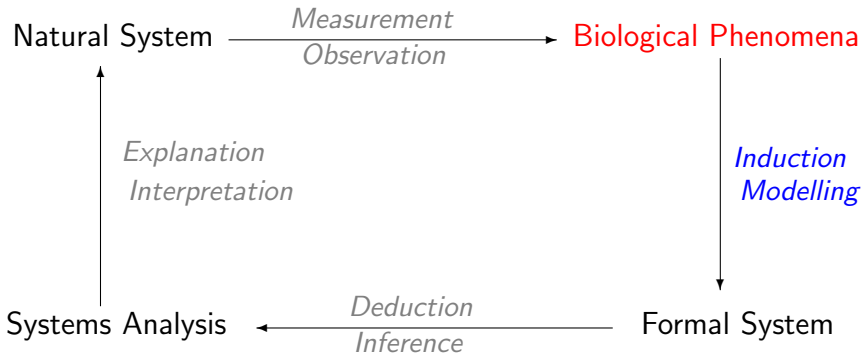 Natural System
Measurement
Observation
Biological Phenomena
Explanation
Interpretation
Induction
Modelling
Systems Analysis
Deduction
Inference
Formal System